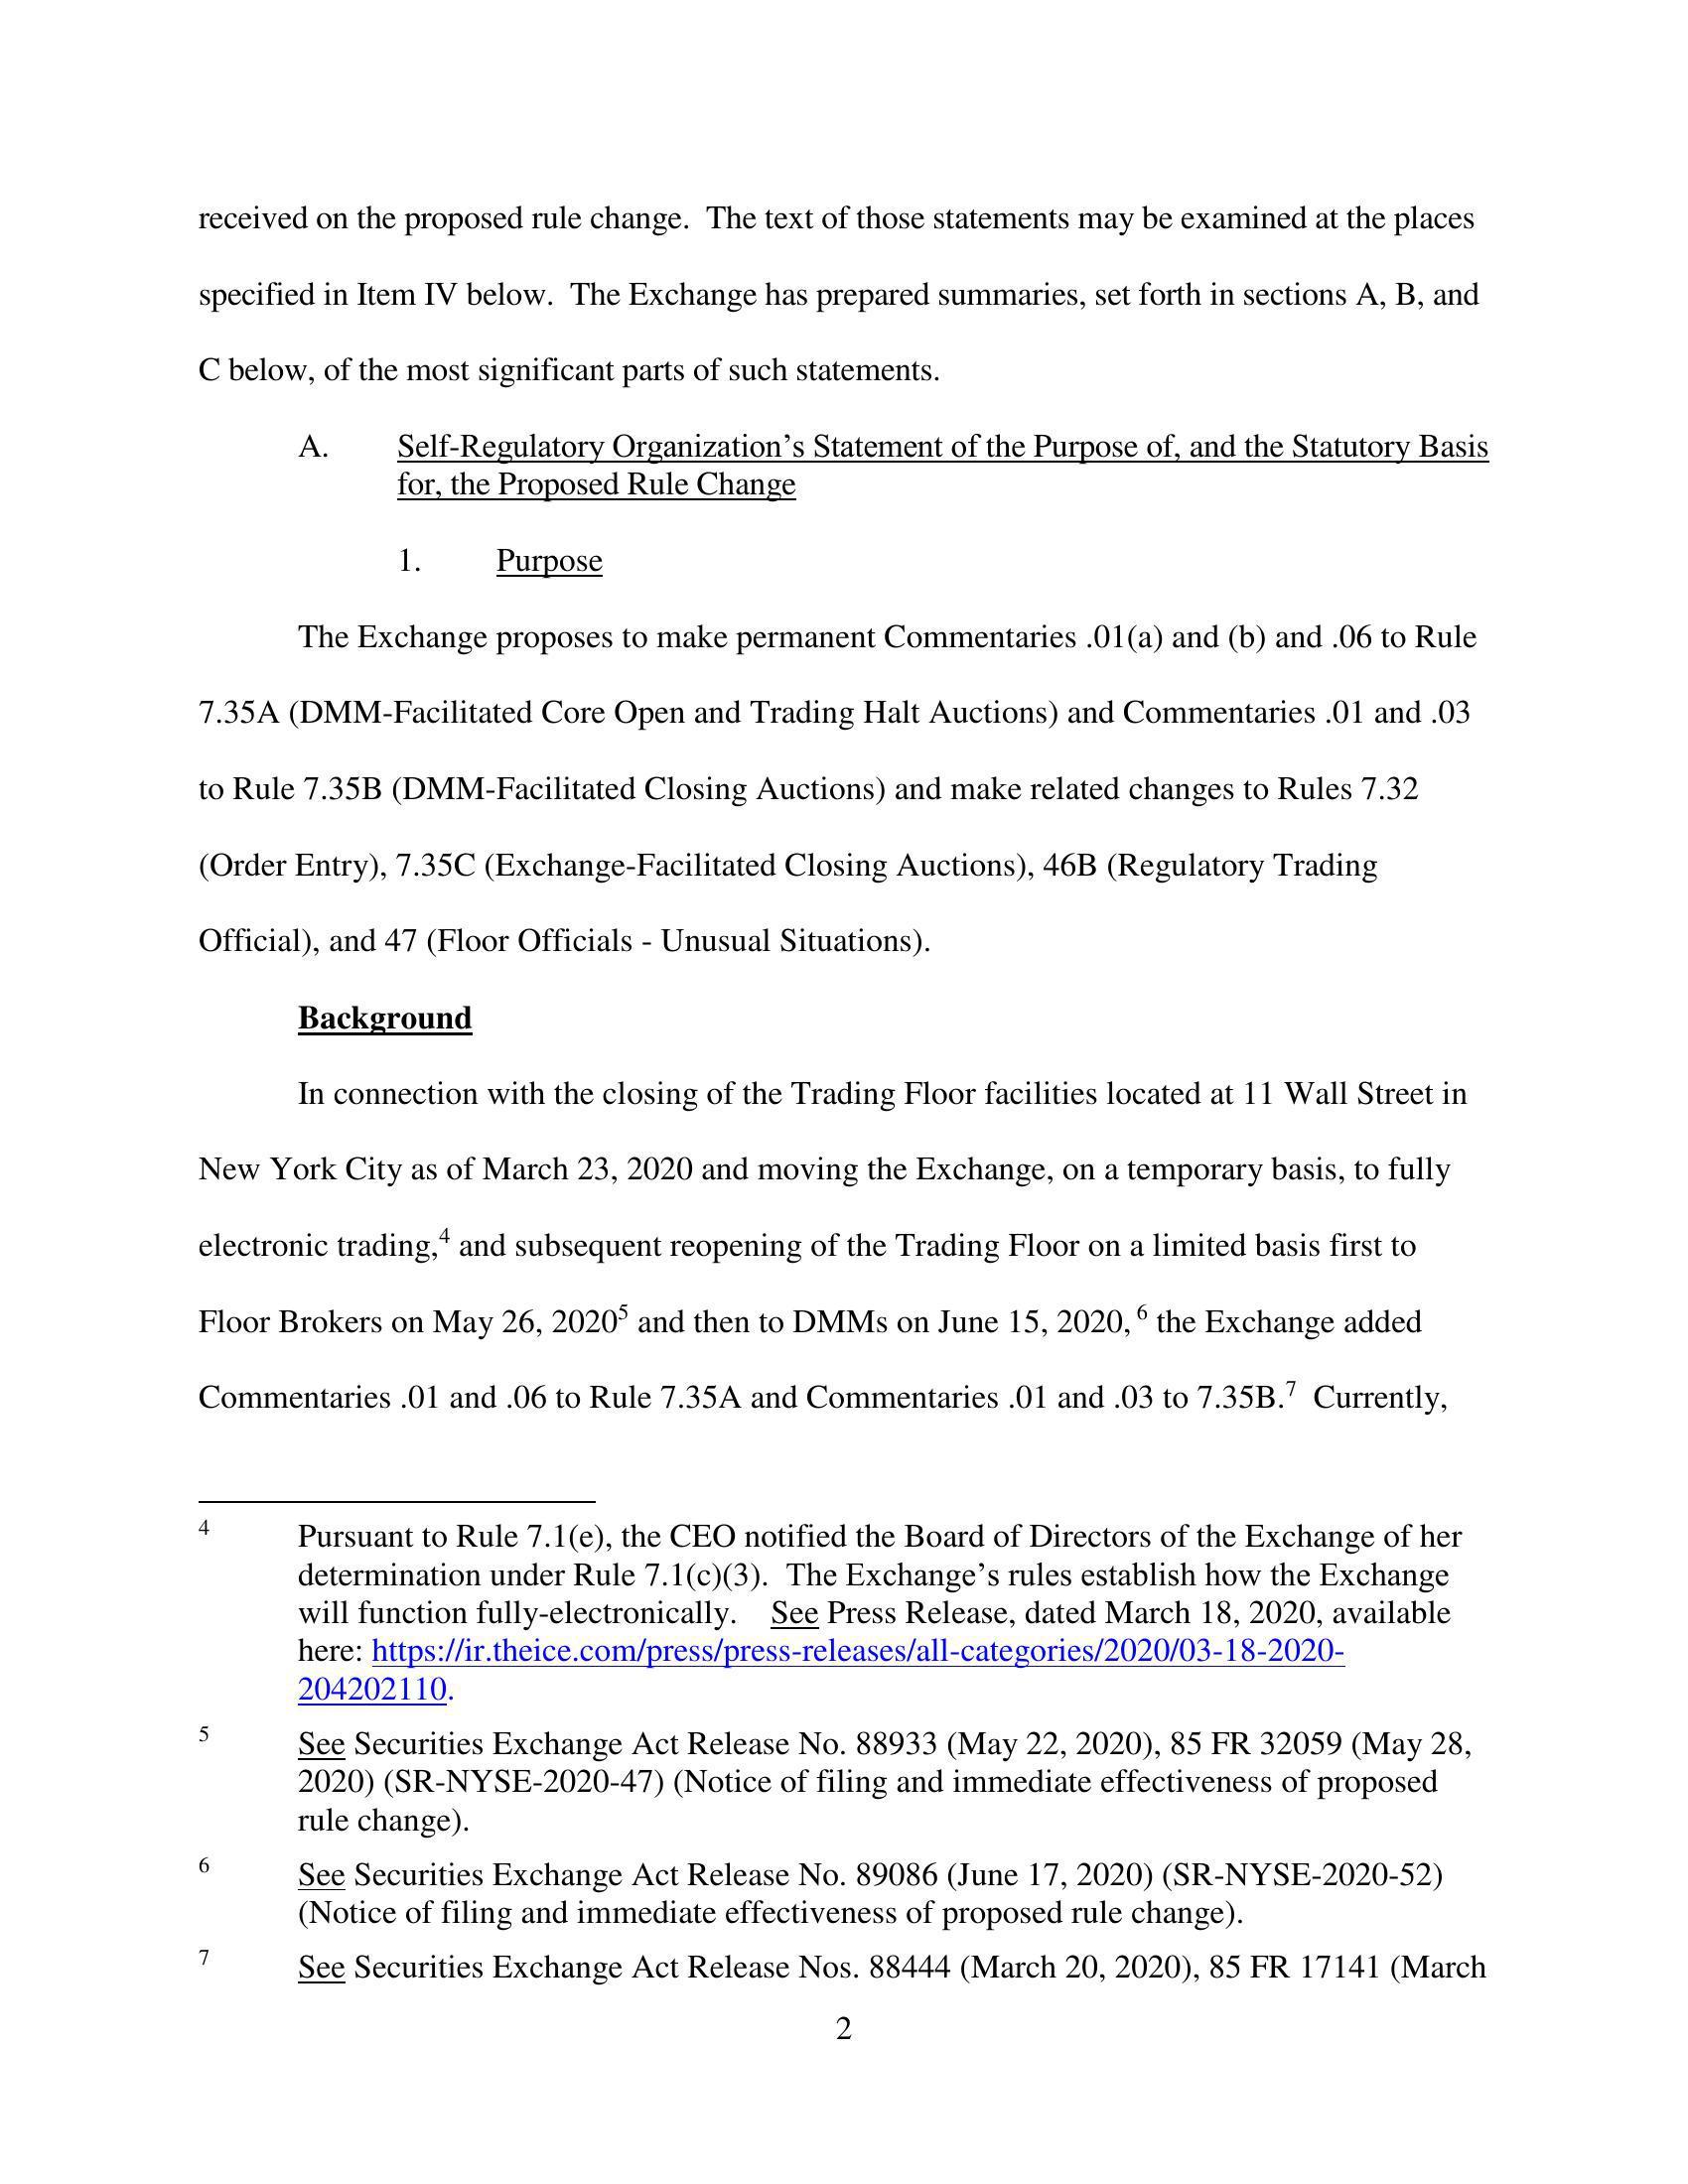 received on the proposed rule change.  The text of those statements may be examined at the places
specified in Item IV below.  The Exchange has prepared summaries, set forth in sections A, B, and
C below, of the most significant parts of such statements.
A. Self-Regulatory Organization’s Statement of the Purpose of, and the Statutory Basis
for, the Proposed Rule Change
1. Purpose
The Exchange proposes to make permanent Commentaries .01(a) and (b) and .06 to Rule
7.35A (DMM-Facilitated Core Open and Trading Halt Auctions) and Commentaries .01 and .03
to Rule 7.35B (DMM-Facilitated Closing Auctions) and make related changes to Rules 7.32
(Order Entry), 7.35C (Exchange-Facilitated Closing Auctions), 46B (Regulatory Trading
Official), and 47 (Floor Officials - Unusual Situations).
Background
In connection with the closing of the Trading Floor facilities located at 11 Wall Street in
New York City as of March 23, 2020 and moving the Exchange, on a temporary basis, to fully
electronic trading,4 and subsequent reopening of the Trading Floor on a limited basis first to
Floor Brokers on May 26, 20205 and then to DMMs on June 15, 2020, 6 the Exchange added
Commentaries .01 and .06 to Rule 7.35A and Commentaries .01 and .03 to 7.35B.7  Currently,
4 Pursuant to Rule 7.1(e), the CEO notified the Board of Directors of the Exchange of her
determination under Rule 7.1(c)(3).  The Exchange’s rules establish how the Exchange
will function fully-electronically.    See Press Release, dated March 18, 2020, available
here: https://ir.theice.com/press/press-releases/all-categories/2020/03-18-2020-
204202110.
5 See Securities Exchange Act Release No. 88933 (May 22, 2020), 85 FR 32059 (May 28,
2020) (SR-NYSE-2020-47) (Notice of filing and immediate effectiveness of proposed
rule change).
6 See Securities Exchange Act Release No. 89086 (June 17, 2020) (SR-NYSE-2020-52)
(Notice of filing and immediate effectiveness of proposed rule change).
7 See Securities Exchange Act Release Nos. 88444 (March 20, 2020), 85 FR 17141 (March
2